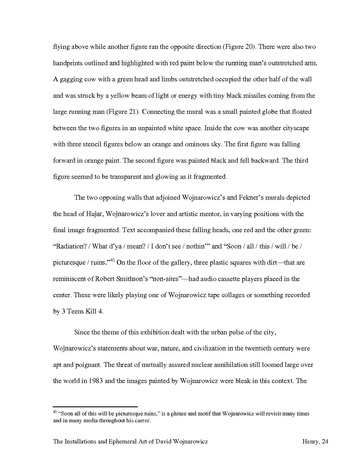 flying above while another figure ran the opposite direction (Figure 20). There were also two
handprints outlined and highlighted with red paint below the running man's outstretched arm.
A gagging cow with a green head and limbs outstretched occupied the other half of the wall
and was struck by a yellow beam of light or energy with tiny black missiles coming from the
large running man (Figure 21). Connecting the mural was a small painted globe that floated
between the two figures in an unpainted white space. Inside the cow was another cityscape
with three stencil figures below an orange and ominous sky. The first figure was falling
forward in orange paint. The second figure was painted black and fell backward. The third
figure seemed to be transparent and glowing as it fragmented.
The two opposing walls that adjoined Wojnarowicz's and Fekner's murals depicted
the head of Hujar, Wojnarowicz's lover and artistic mentor, in varying positions with the
final image fragmented. Text accompanied these falling heads, one red and the other green:
"Radiation? / What d'ya / mean? / I don't see / nothin'" and "Soon / all / this / will / be /
picturesque / ruins."⁴⁵ On the floor of the gallery, three plastic squares with dirt—that are
reminiscent of Robert Smithson's "non-sites"—had audio cassette players placed in the
center. These were likely playing one of Wojnarowicz tape collages or something recorded
by 3 Teens Kill 4.
Since the theme of this exhibition dealt with the urban pulse of the city,
Wojnarowicz's statements about war, nature, and civilization in the twentieth century were
apt and poignant. The threat of mutually assured nuclear annihilation still loomed large over
the world in 1983 and the images painted by Wojnarowicz were bleak in this context. The
"Soon all of this will be picturesque ruins," is a phrase and motif that Wojnarowicz will revisit many times
and in many media throughout his career.
The Installations and Ephemeral Art of David Wojnarowicz
Henry, 24